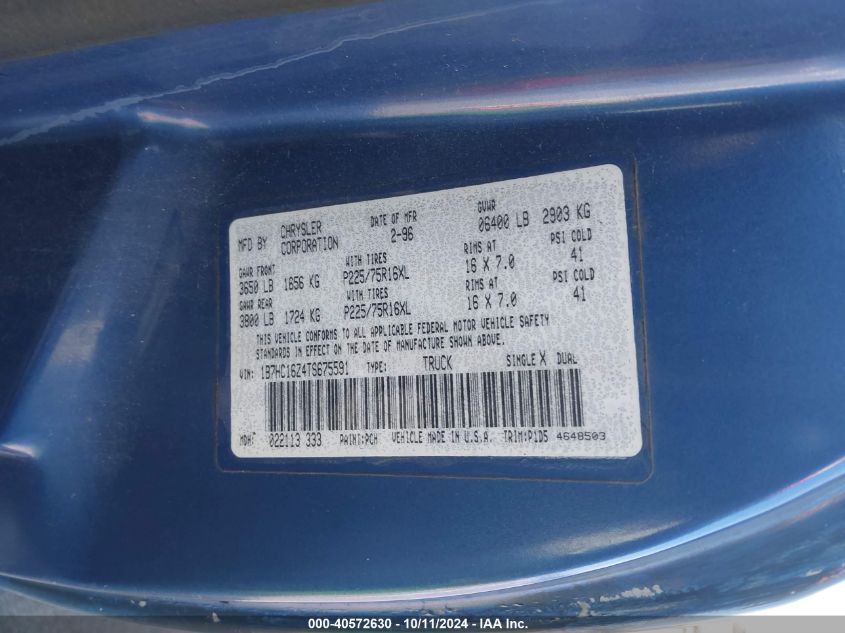 MFD BY CHRYSLER CORPORATION DATE OF MFR 2-96 GVWR 06400 LB 2903 KG
GAWR FRONT WITH TIRES RIMS AT PSI COLD
3650 LB 1656 KG P225/75R16XL 16 X 7.0 41
GAWR REAR WITH TIRES RIMS AT PSI COLD
3800 LB 1724 KG P225/75R16XL 16 X 7.0 41
THIS VEHICLE CONFORMS TO ALL APPLICABLE FEDERAL MOTOR VEHICLE SAFETY
STANDARDS IN EFFECT ON THE DATE OF MANUFACTURE SHOWN ABOVE.
VIN: 1B7HC16Z4TS675591 TYPE: TRUCK SINGLE X DUAL
MDH: 022113 333 PAINT:PCH VEHICLE MADE IN U.S.A. TRIM:P1D5 4648503
000-40572630 - 10/11/2024 - IAA Inc.